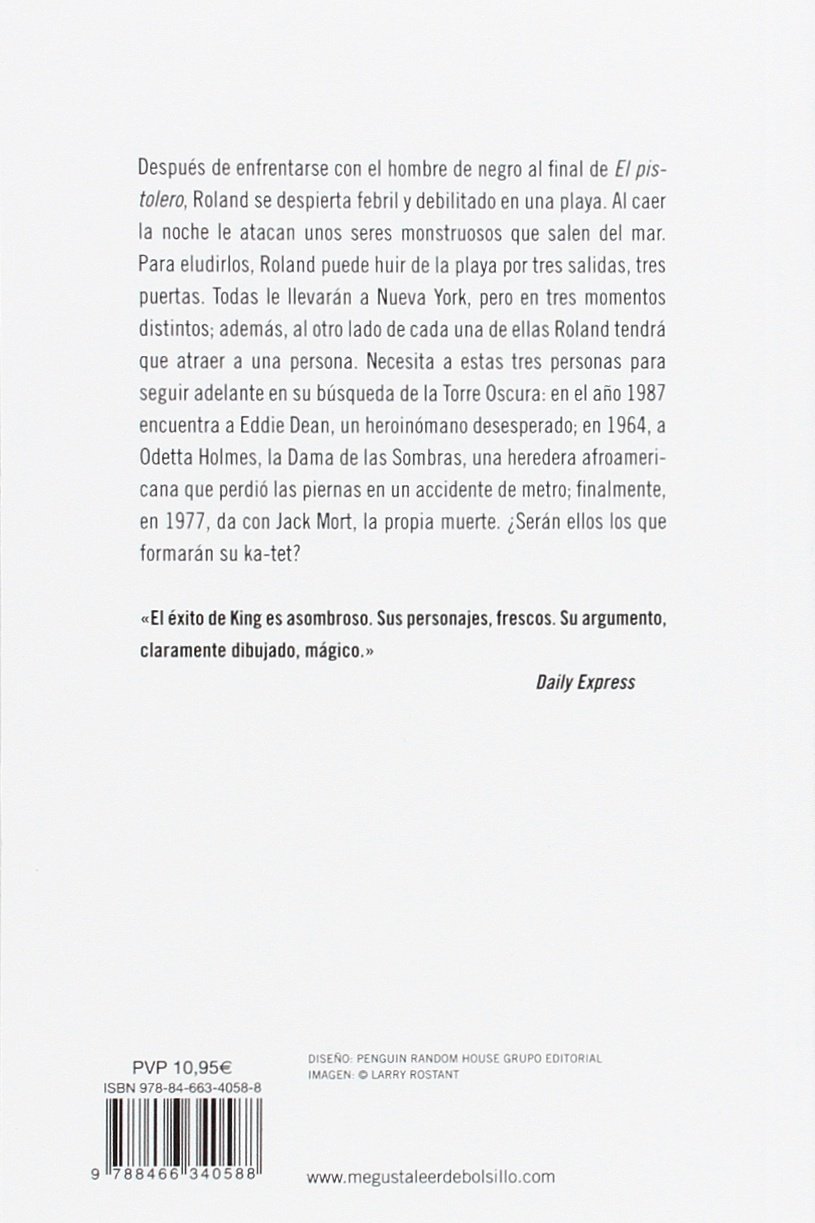 Después de enfrentarse con el hombre de negro al final de El pis-
tolero, Roland se despierta febril y debilitado en una playa. Al caer
la noche le atacan unos seres monstruosos que salen del mar.
Para eludirlos, Roland puede huir de la playa por tres salidas, tres
puertas. Todas le llevarán a Nueva York, pero en tres momentos
distintos; además, al otro lado de cada una de ellas Roland tendrá
que atraer a una persona. Necesita a estas tres personas para
seguir adelante en su búsqueda de la Torre Oscura: en el año 1987
encuentra a Eddie Dean, un heroinómano desesperado; en 1964, a
Odetta Holmes, la Dama de las Sombras, una heredera afroameri-
cana que perdió las piernas en un accidente de metro; finalmente,
en 1977, da con Jack Mort, la propia muerte. ¿Serán ellos los que
formarán su ka-tet?
«El éxito de King es asombroso. Sus personajes, frescos. Su argumento,
claramente dibujado, mágico.»
Daily Express
PVP 10,95€
ISBN 978-84-663-4058-8
9 788466 340588
DISEÑO: PENGUIN RANDOM HOUSE GRUPO EDITORIAL
IMAGEN: © LARRY ROSTANT
www.megustaleerdebolsillo.com